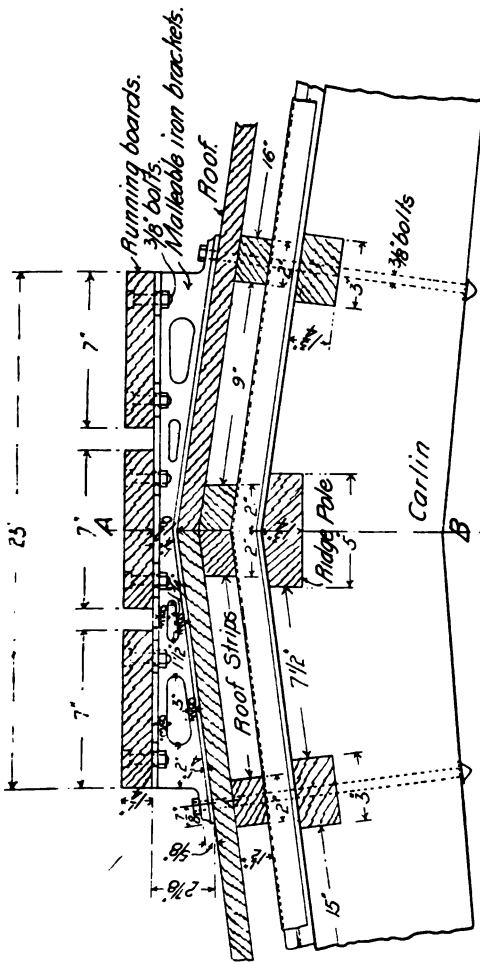 Running boards.
3/8" bolts.
Malleable iron brackets.
Roof.
23"
7"
7"
7"
A
16"
2"
9"
3"
3/8" bolts
2"
2"
Roof Strips
Ridge Pole
5"
7 1/2"
Carlin
B
1 1/2"
3"
2"
2"
3"
15"
5/8"
2 7/8"
7/8"